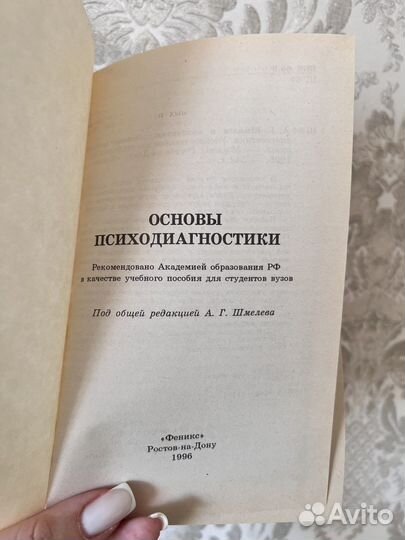 ОСНОВЫ
ПСИХОДИАГНОСТИКИ
Рекомендовано Академией образования РФ
в качестве учебного пособия для студентов вузов
Под общей редакцией А. Г. Шмелева
«Феникс»
Ростов-на-Дону
1996
Avito